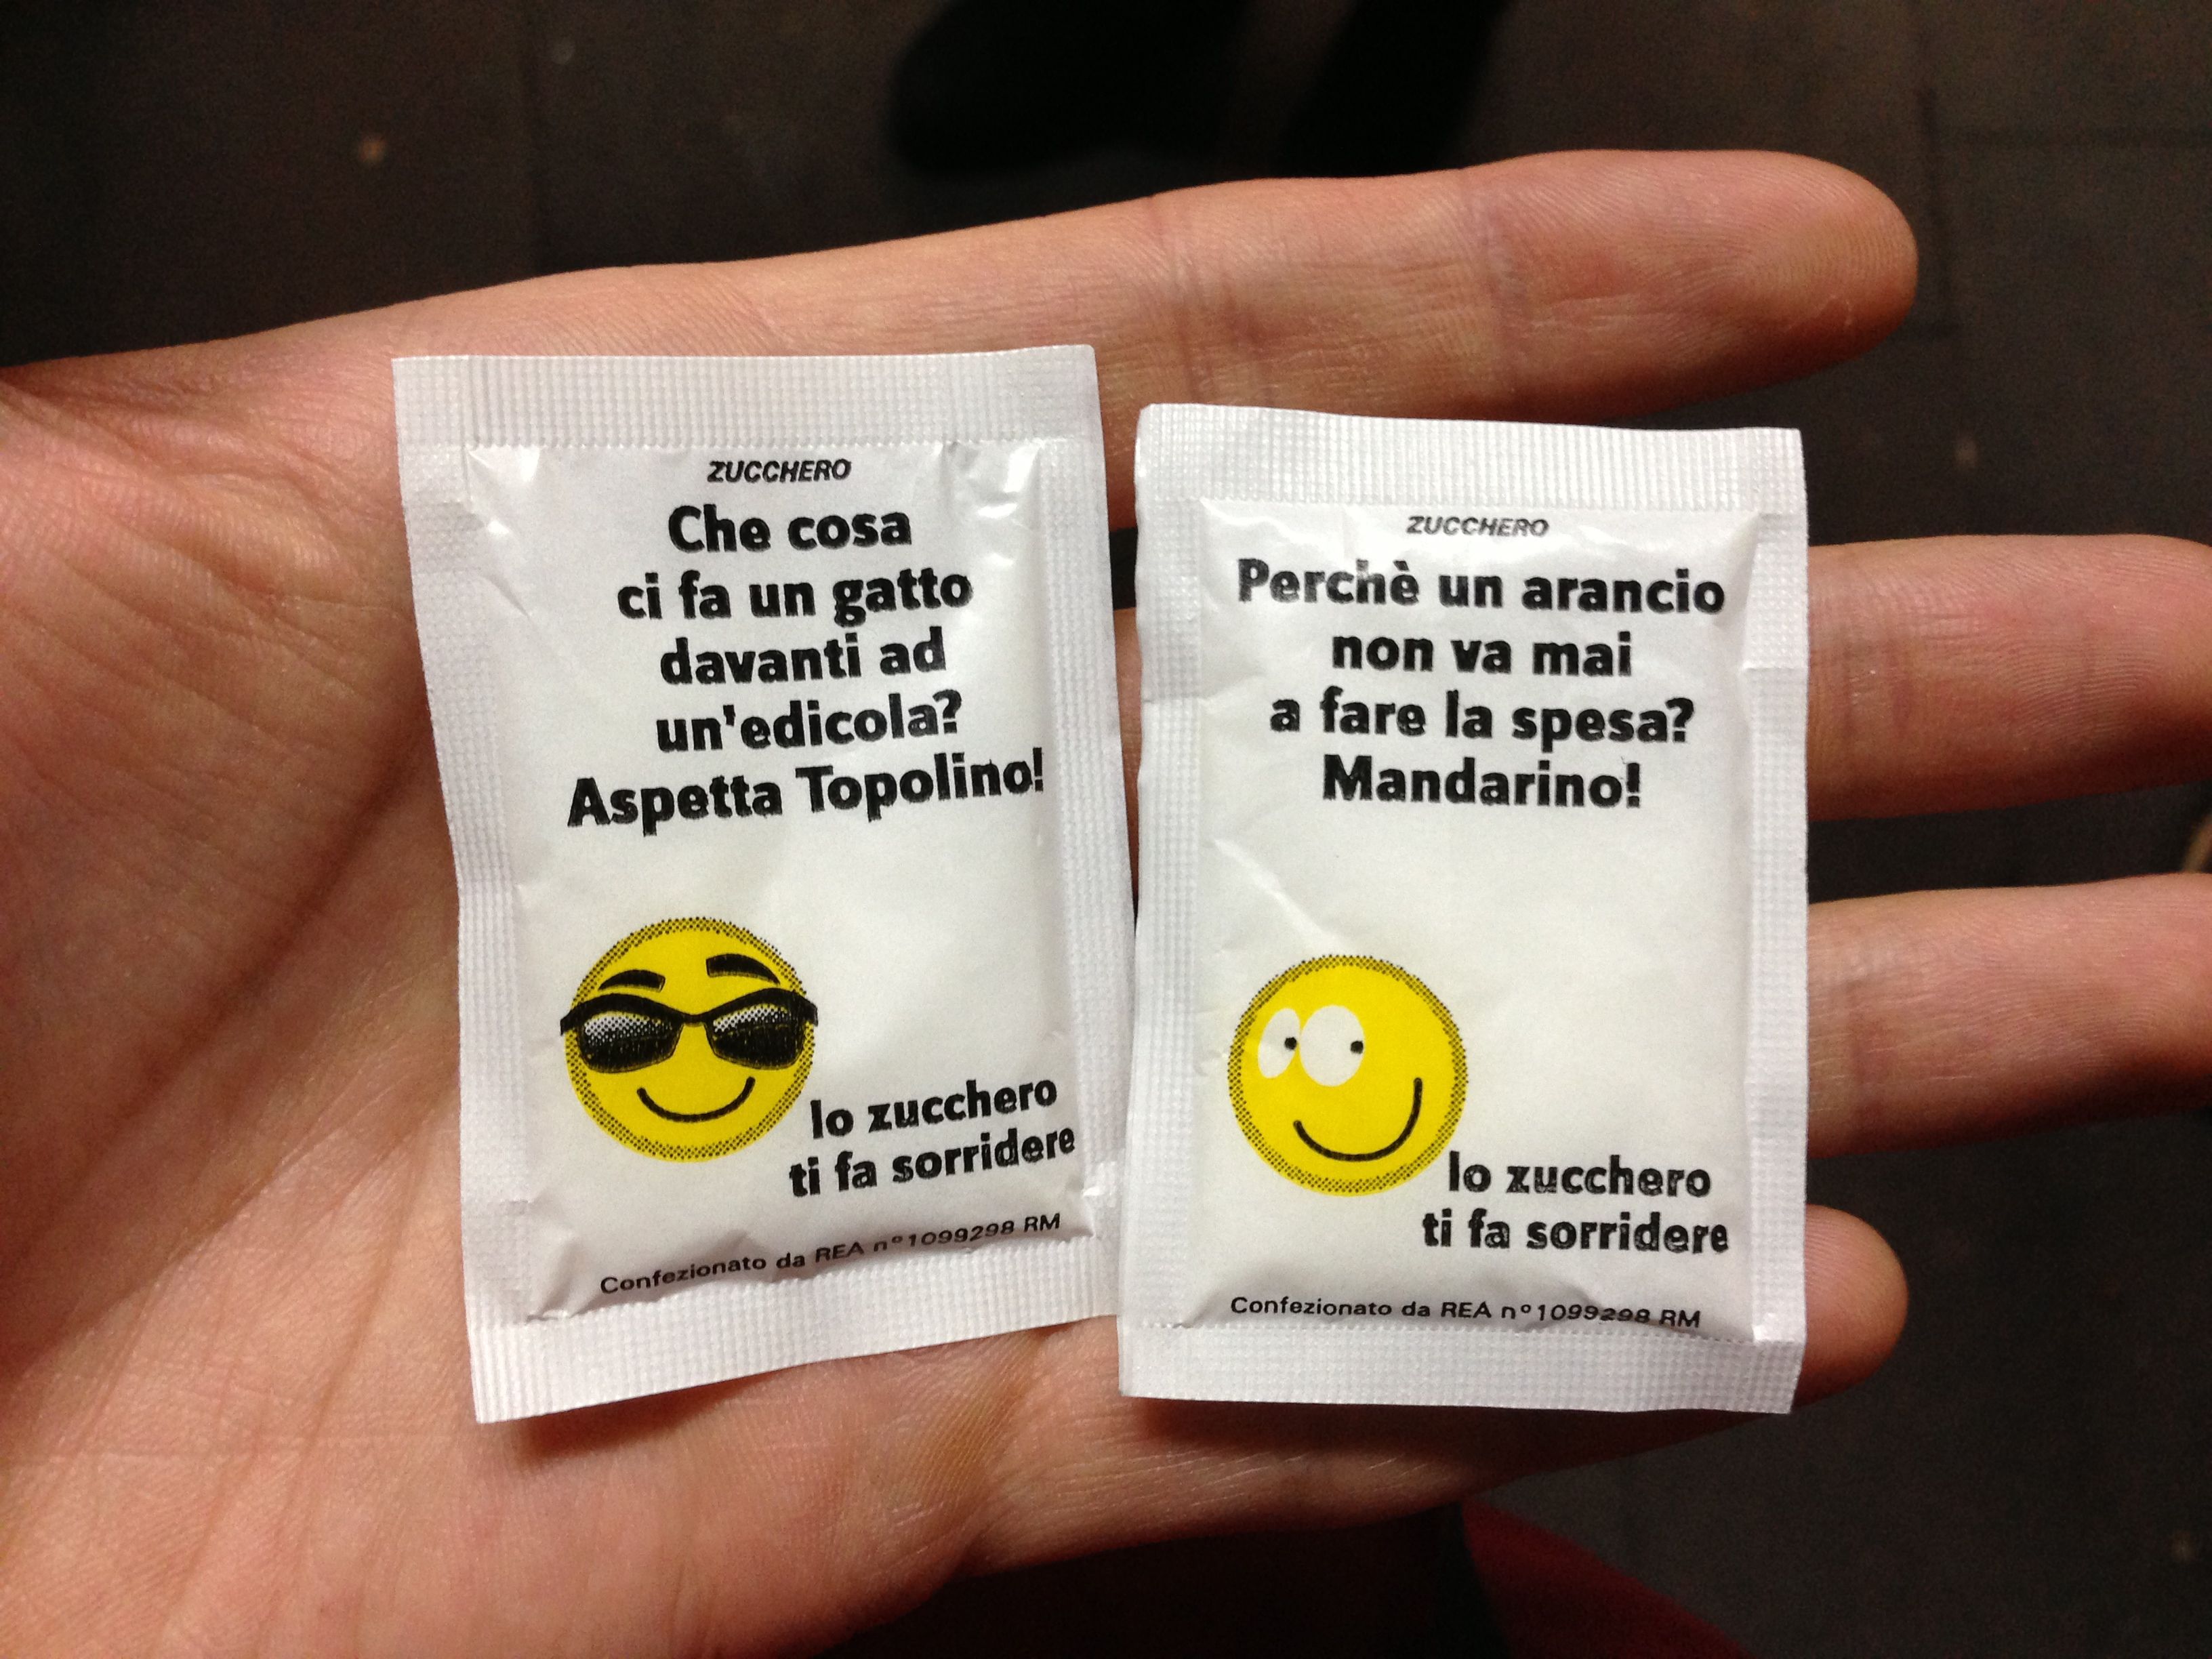 ZUCCHERO
Che cosa
ci fa un gatto
davanti ad
un'edicola?
Aspetta Topolino!
lo zucchero
ti fa sorridere
Confezionato da REA n°1099298 RM
ZUCCHERO
Perchè un arancio
non va mai
a fare la spesa?
Mandarino!
lo zucchero
ti fa sorridere
Confezionato da REA n°1099298 RM